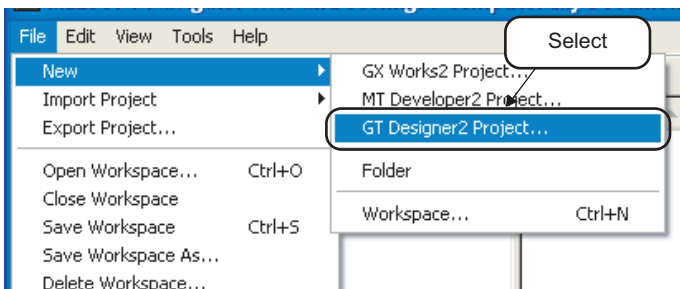 File Edit View Tools Help
Select
New
Import Project
Export Project...
Open Workspace... Ctrl+O
Close Workspace
Save Workspace Ctrl+S
Save Workspace As...
Delete Workspace...
GX Works2 Project...
MT Developer2 Project...
GT Designer2 Project...
Folder
Workspace... Ctrl+N